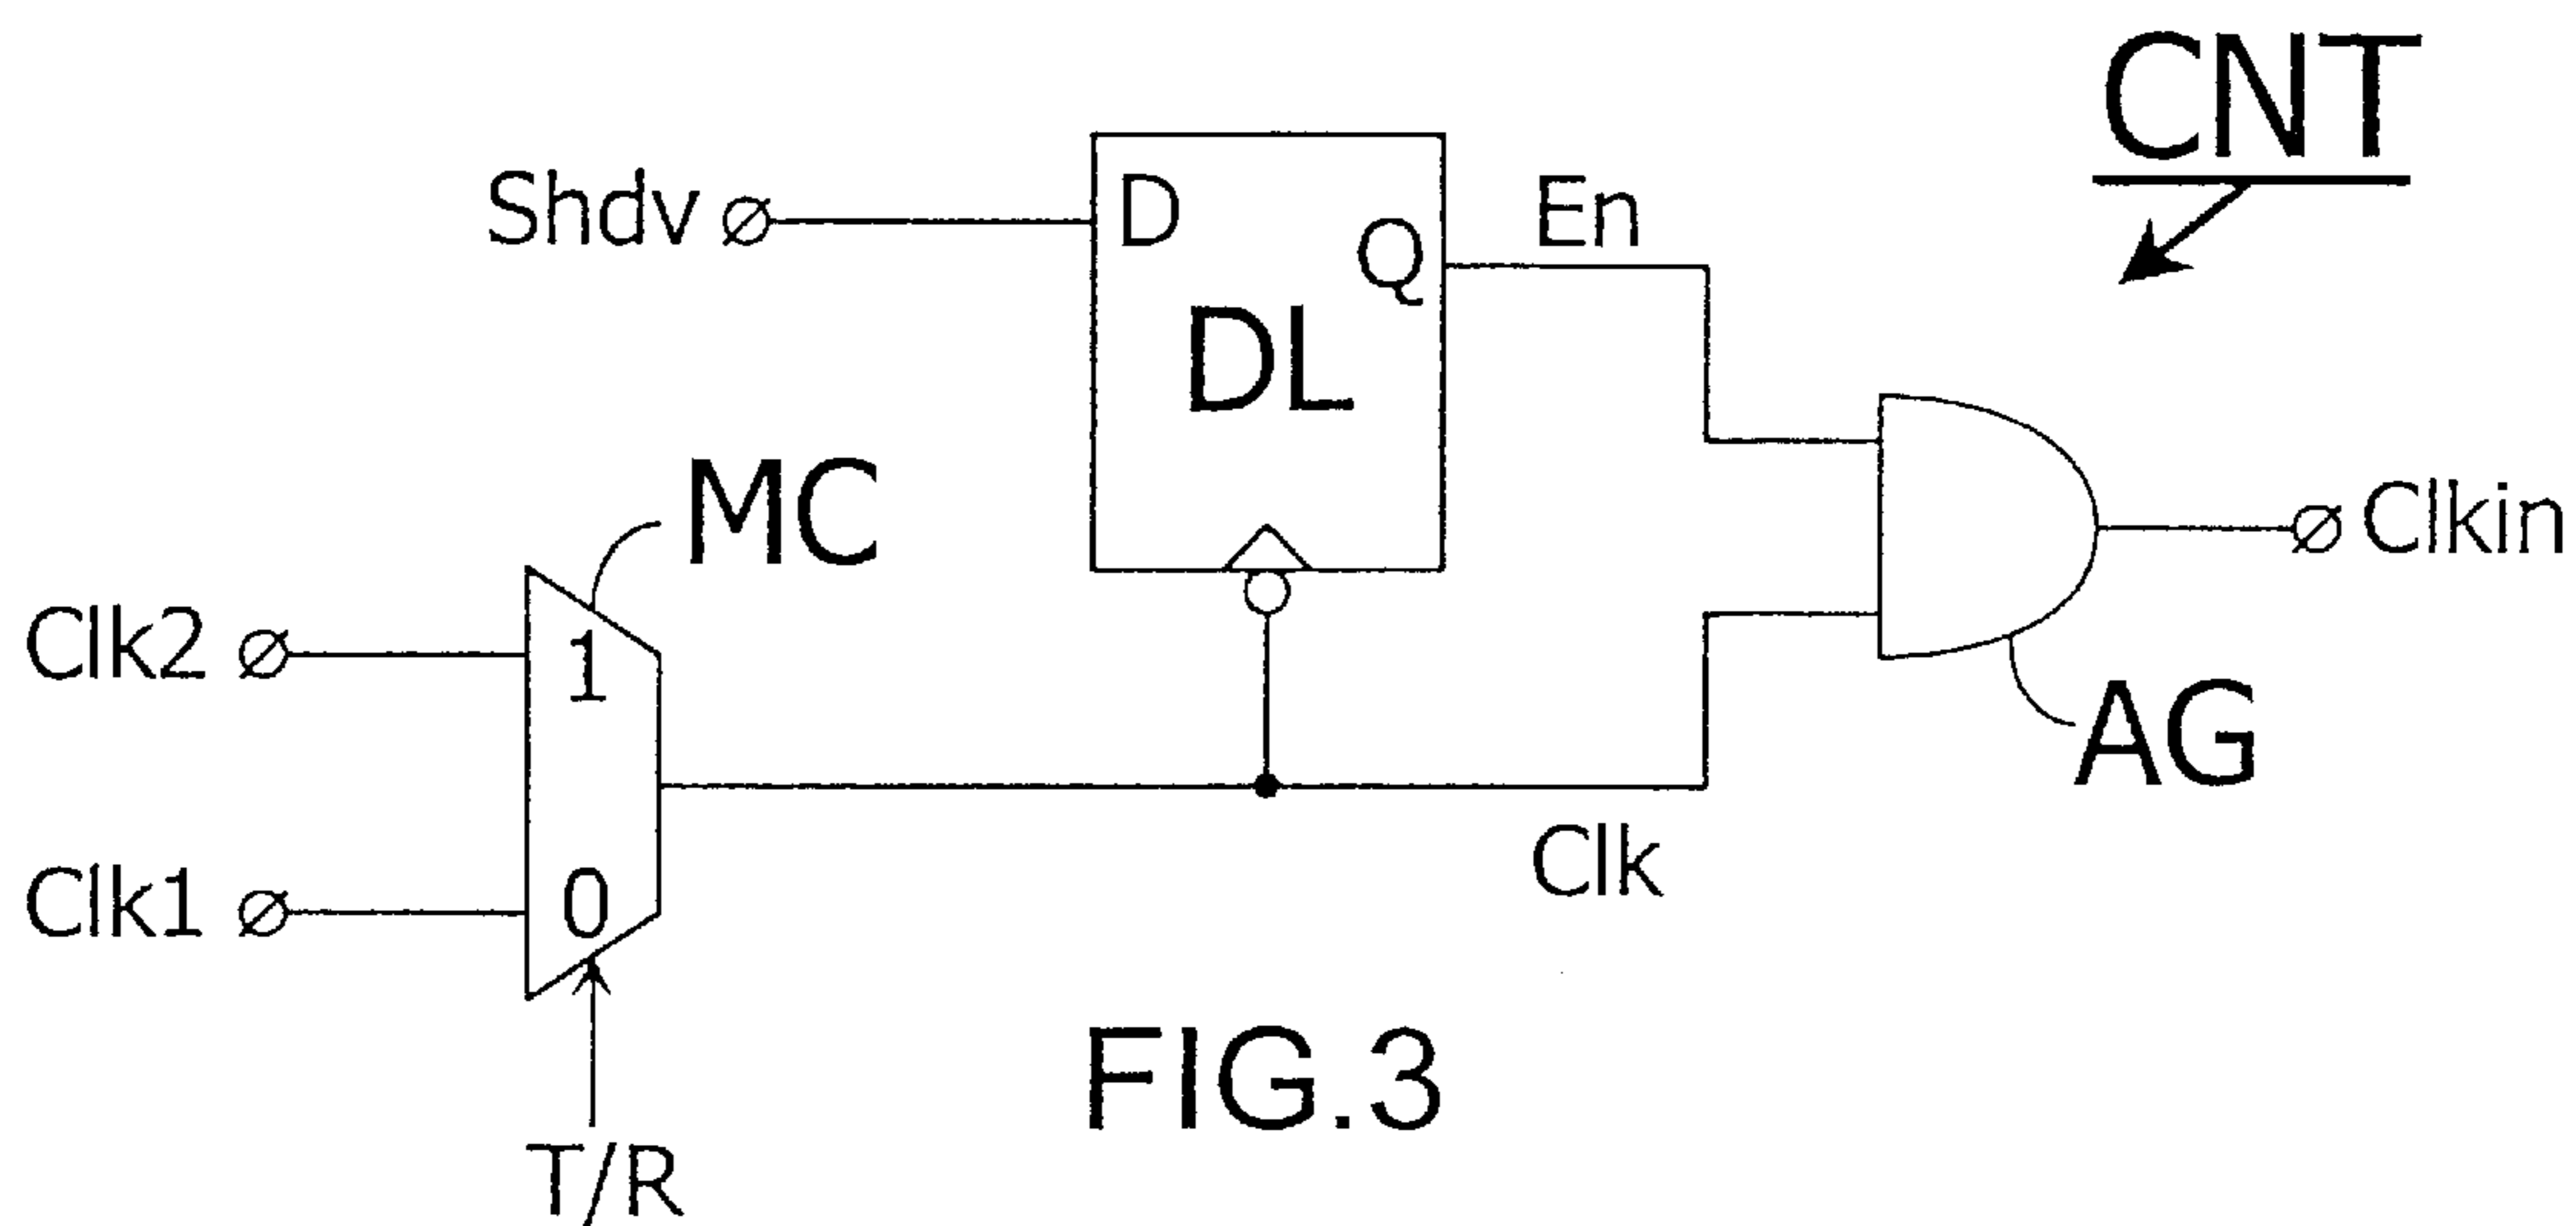 CNT
Shdv
D
Q
En
DL
MC
Clk2
1
Clkin
AG
Clk1
0
Clk
T/R
FIG.3